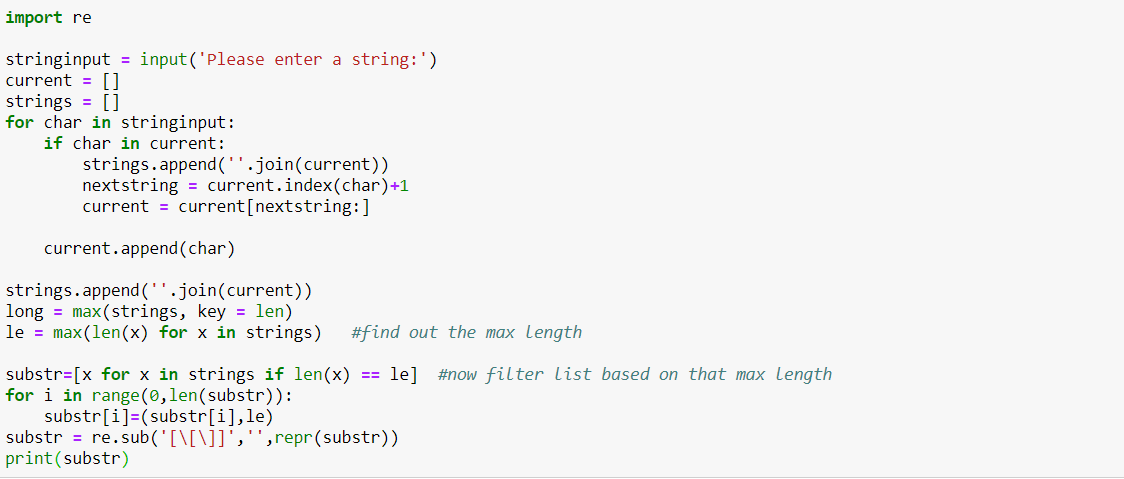 import re
stringinput = input('Please enter a string:')
current = []
strings = []
for char in stringinput:
    if char in current:
        strings.append(''.join(current))
        nextstring = current.index(char)+1
        current = current[nextstring:]
    current.append(char)
strings.append(''.join(current))
long = max(strings, key = len)
le = max(len(x) for x in strings)   #find out the max length
substr=[x for x in strings if len(x) == le]  #now filter list based on that max length
for i in range(0,len(substr)):
    substr[i]=(substr[i],le)
substr = re.sub('[\[\]]','',repr(substr))
print(substr)